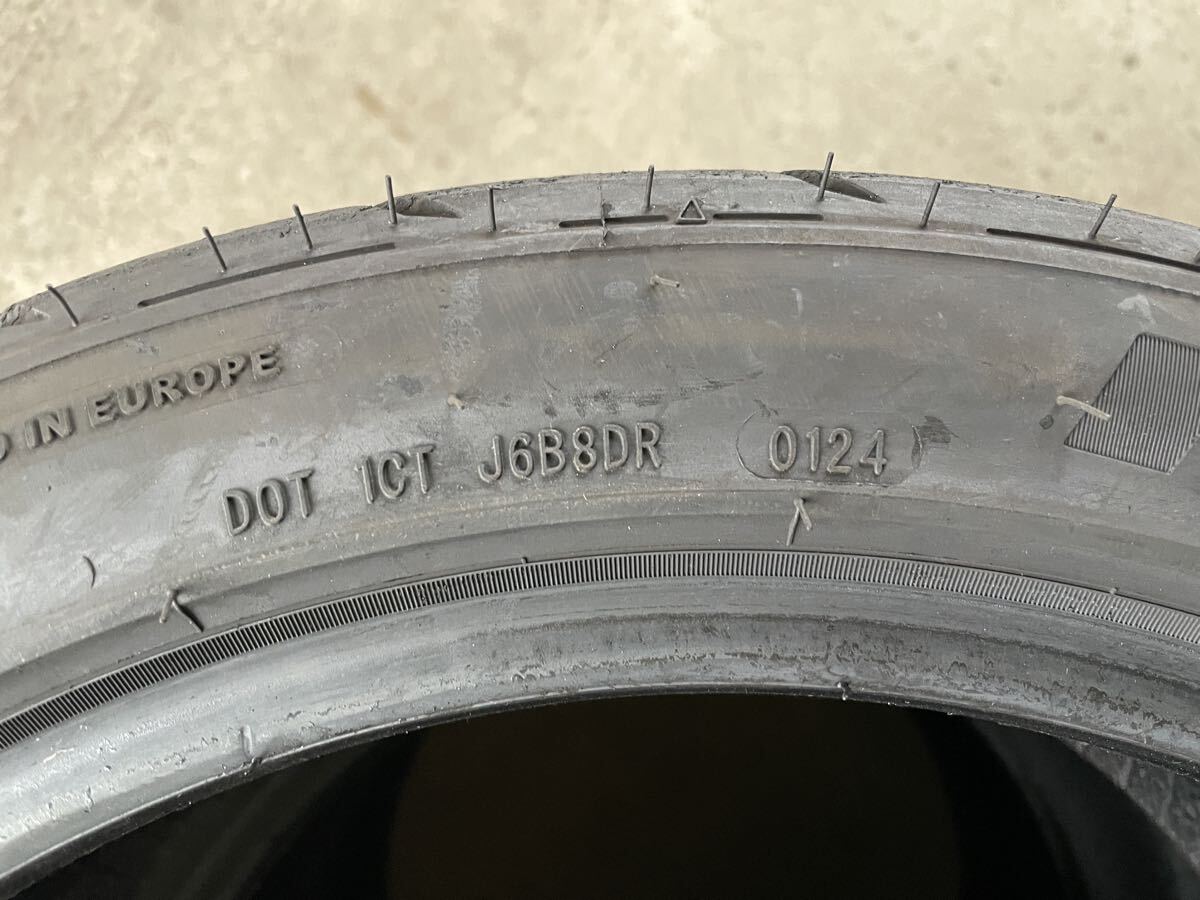 IN EUROPE
DOT 1CT J6B8DR 0124